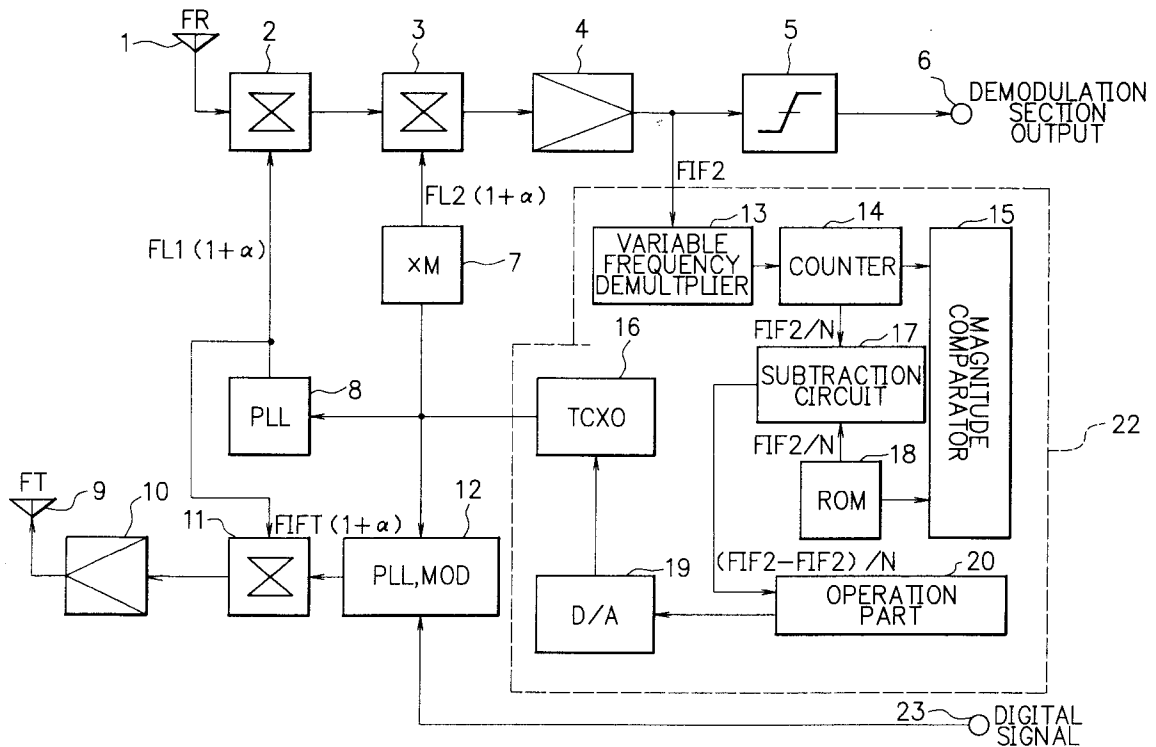 FR
1
2
3
4
5
6
DEMODULATION
SECTION
OUTPUT
FIF2
FL2 (1+α)
FL1 (1+α)
×M
7
13
VARIABLE
FREQUENCY
DEMULTPLIER
14
COUNTER
15
MAGNITUDE
COMPARATOR
FIF2/N
17
SUBTRACTION
CIRCUIT
16
TCXO
8
PLL
22
FIF2/N
18
ROM
FT
9
10
11
FIFT (1+α)
12
PLL,MOD
19
D/A
(FIF2-FIF2)/N
20
OPERATION
PART
23
DIGITAL
SIGNAL